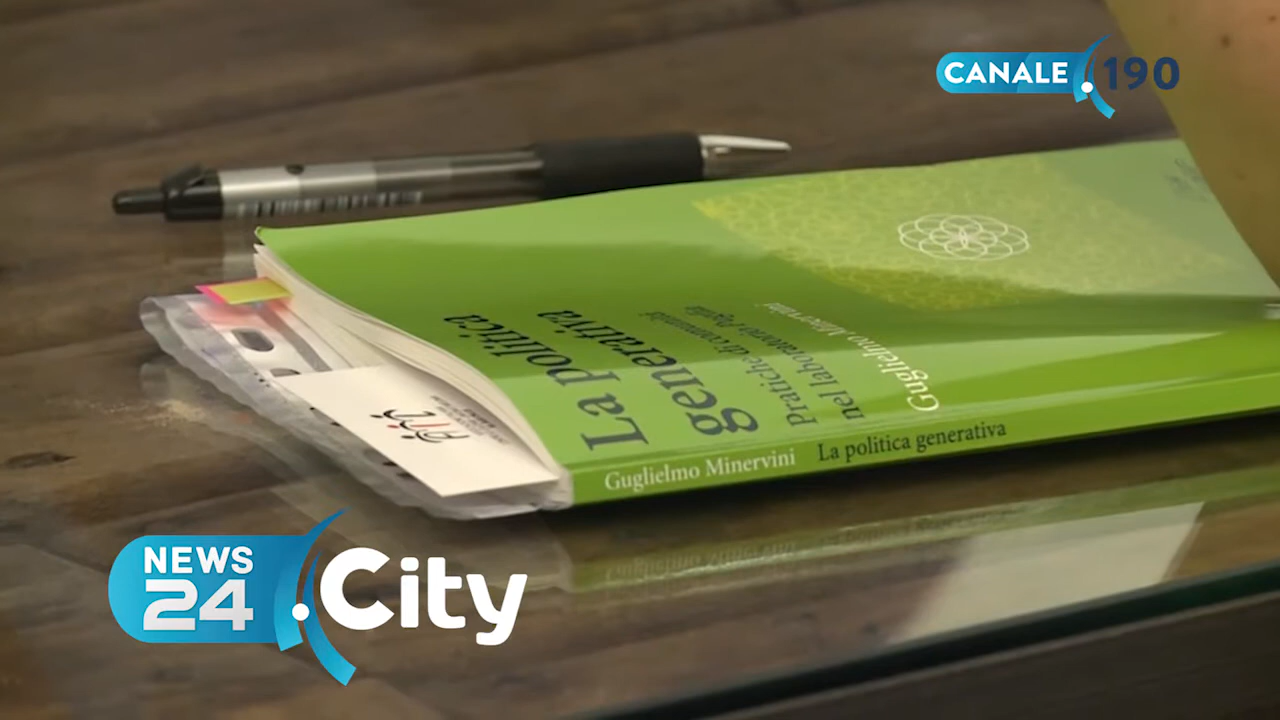 CANALE 190
La politica
generativa
Pratiche di comunità
nel laboratorio Puglia
Guglielmo Minervini
Guglielmo Minervini La politica generativa
NEWS
24 .City